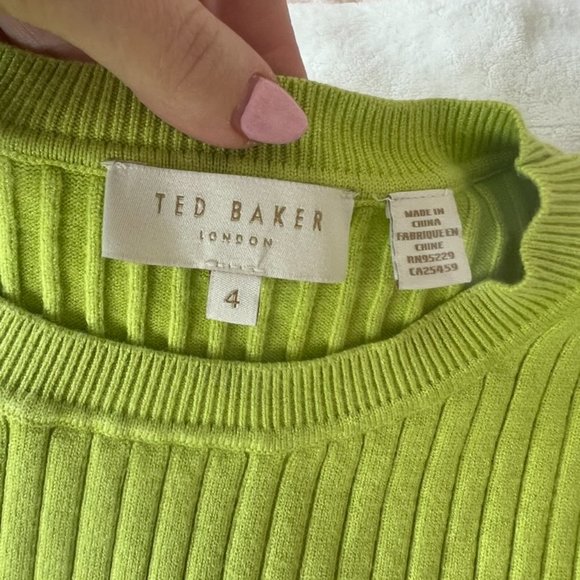 TED BAKER
LONDON
4
MADE IN
CHINA
FABRIQUE EN
CHINE
RN95229
CA25459